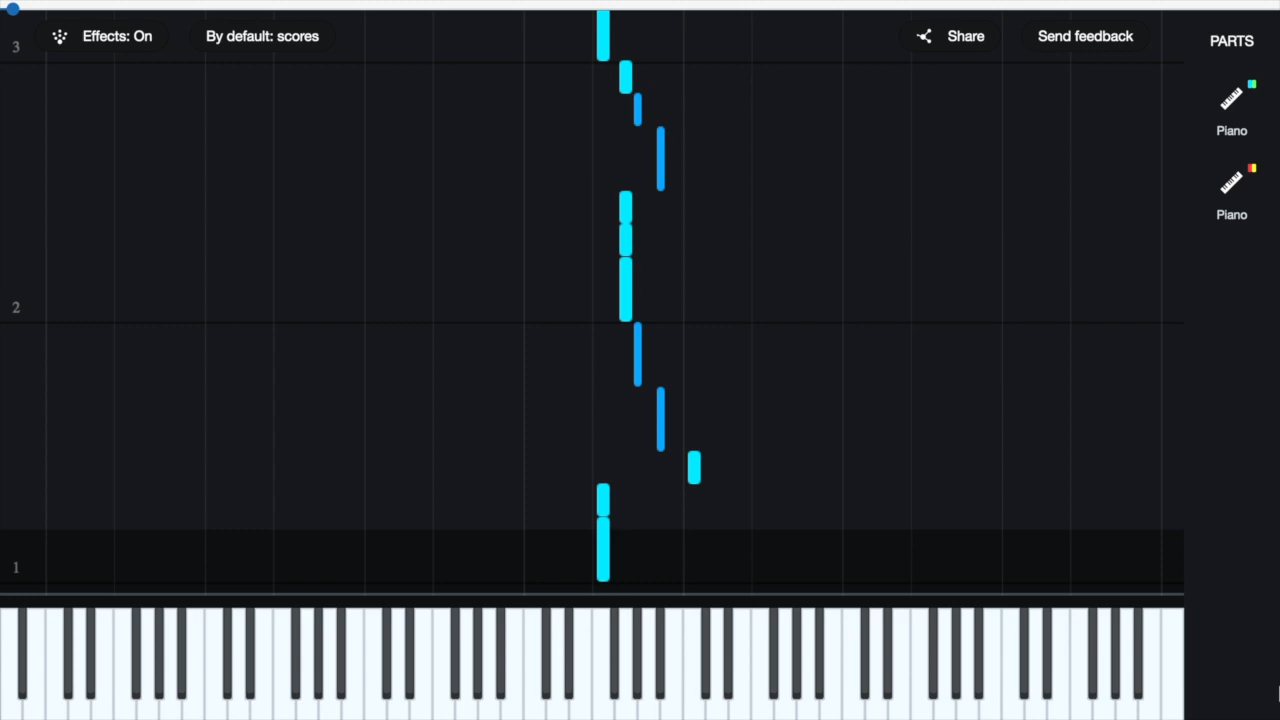 Effects: On
By default: scores
Share
Send feedback
PARTS
3
Piano
Piano
2
1